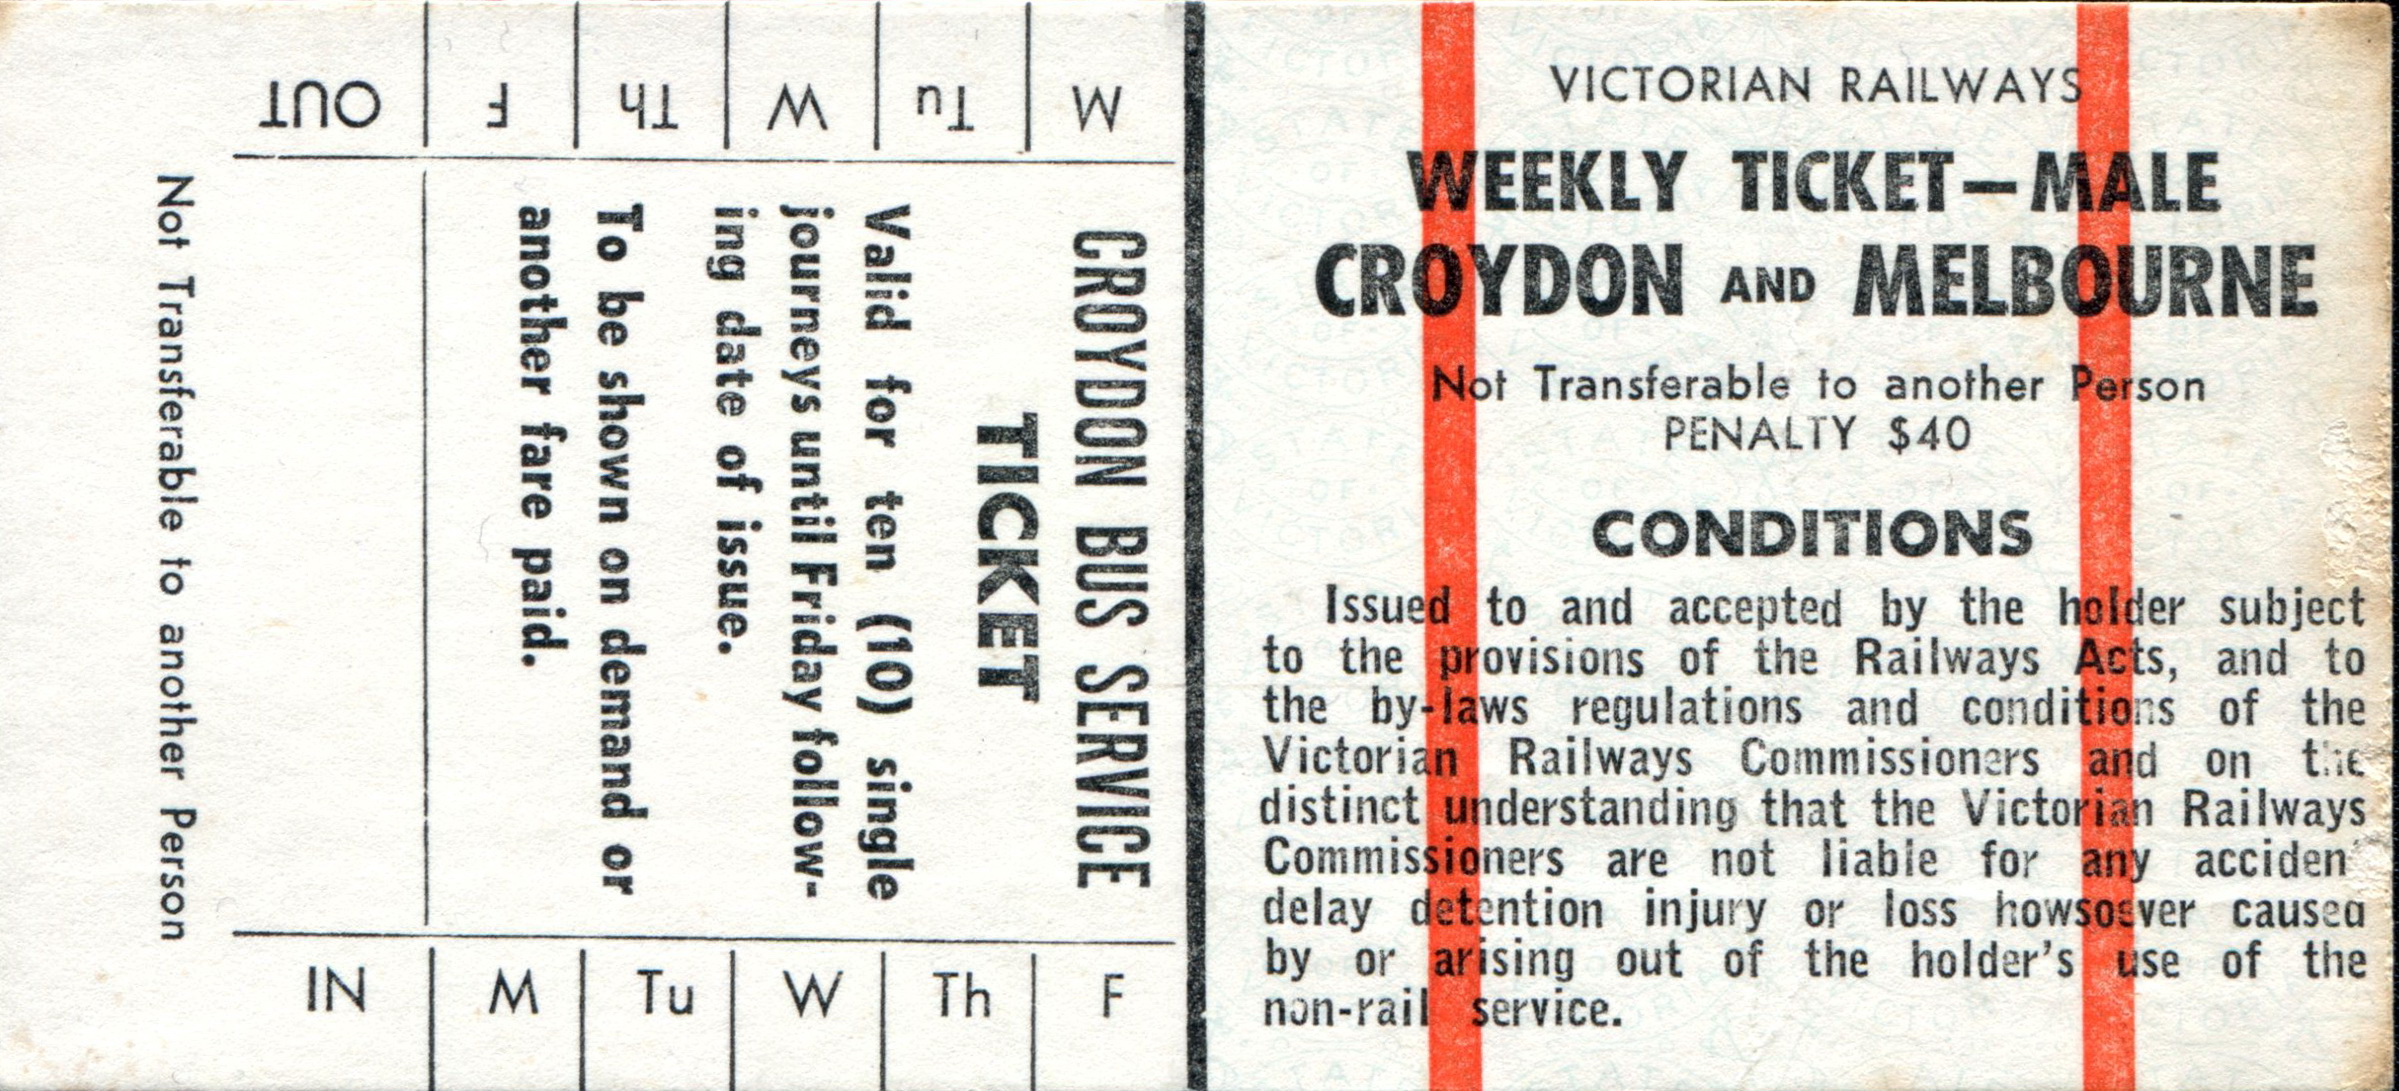 M Tu W Th F OUT
CROYDON BUS SERVICE
TICKET
Valid for ten (10) single
journeys until Friday follow-
ing date of issue.
To be shown on demand or
another fare paid.
Not Transferable to another Person
IN M Tu W Th F
VICTORIAN RAILWAYS
WEEKLY TICKET—MALE
CROYDON AND MELBOURNE
Not Transferable to another Person
PENALTY $40
CONDITIONS
Issued to and accepted by the holder subject
to the provisions of the Railways Acts, and to
the by-laws regulations and conditions of the
Victorian Railways Commissioners and on the
distinct understanding that the Victorian Railways
Commissioners are not liable for any accident
delay detention injury or loss howsoever caused
by or arising out of the holder's use of the
non-rail service.